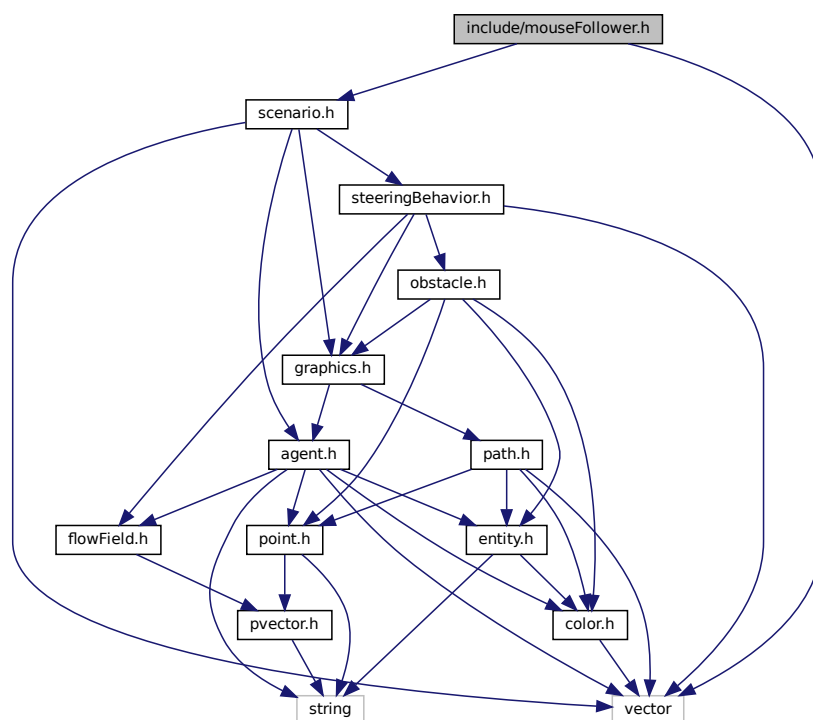 include/mouseFollower.h
scenario.h
steeringBehavior.h
obstacle.h
graphics.h
agent.h
path.h
flowField.h
point.h
entity.h
pvector.h
color.h
string
vector